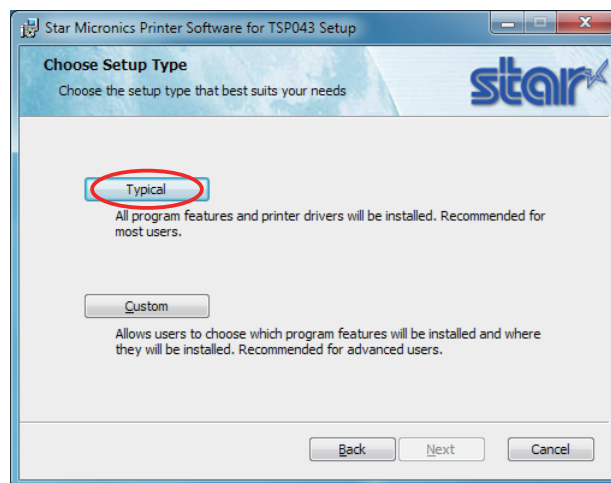 Star Micronics Printer Software for TSP043 Setup
Choose Setup Type
Choose the setup type that best suits your needs
star
Typical
All program features and printer drivers will be installed. Recommended for
most users.
Custom
Allows users to choose which program features will be installed and where
they will be installed. Recommended for advanced users.
Back Next Cancel